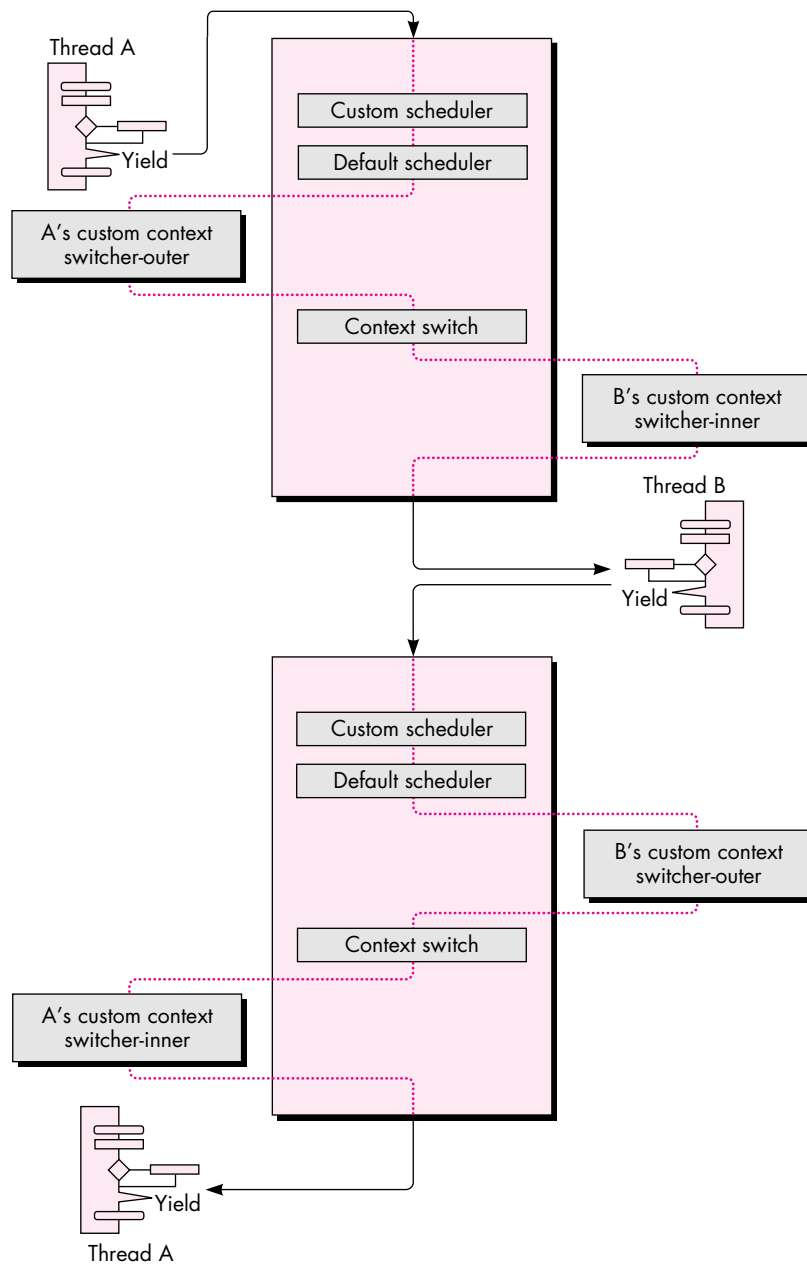 Thread A
Custom scheduler
Yield
Default scheduler
A’s custom context
switcher-outer
Context switch
B’s custom context
switcher-inner
Thread B
Yield
Custom scheduler
Default scheduler
B’s custom context
switcher-outer
Context switch
A’s custom context
switcher-inner
Yield
Thread A